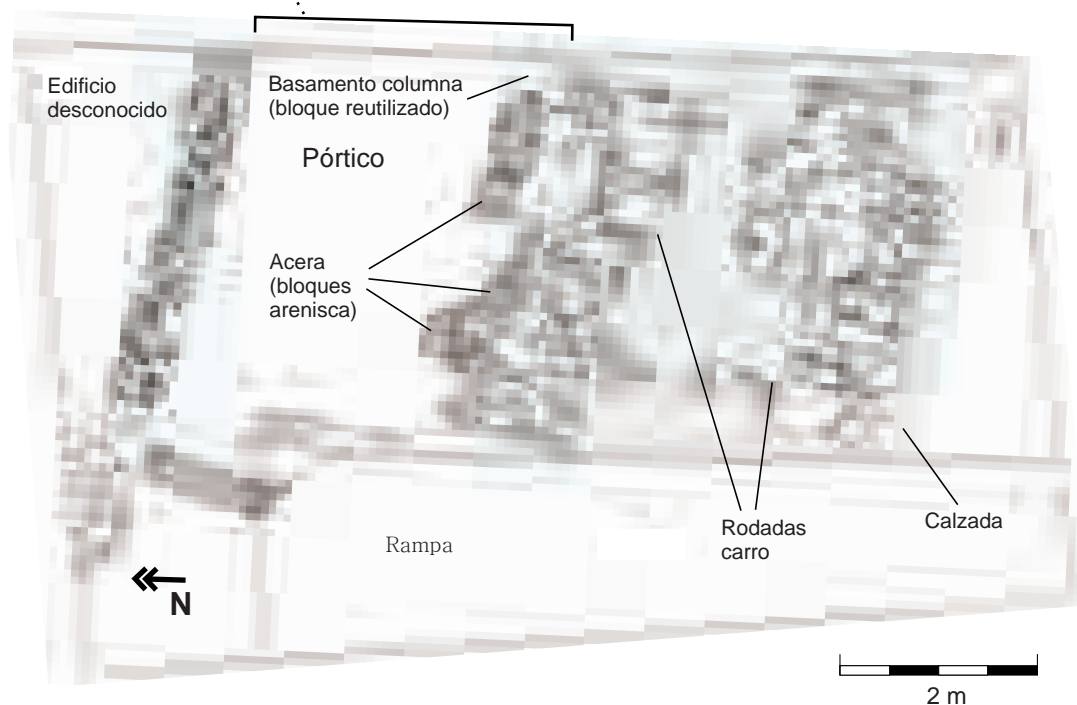 Edificio
desconocido
Basamento columna
(bloque reutilizado)
Pórtico
Acera
(bloques
arenisca)
Rampa
Rodadas
carro
Calzada
N
2 m